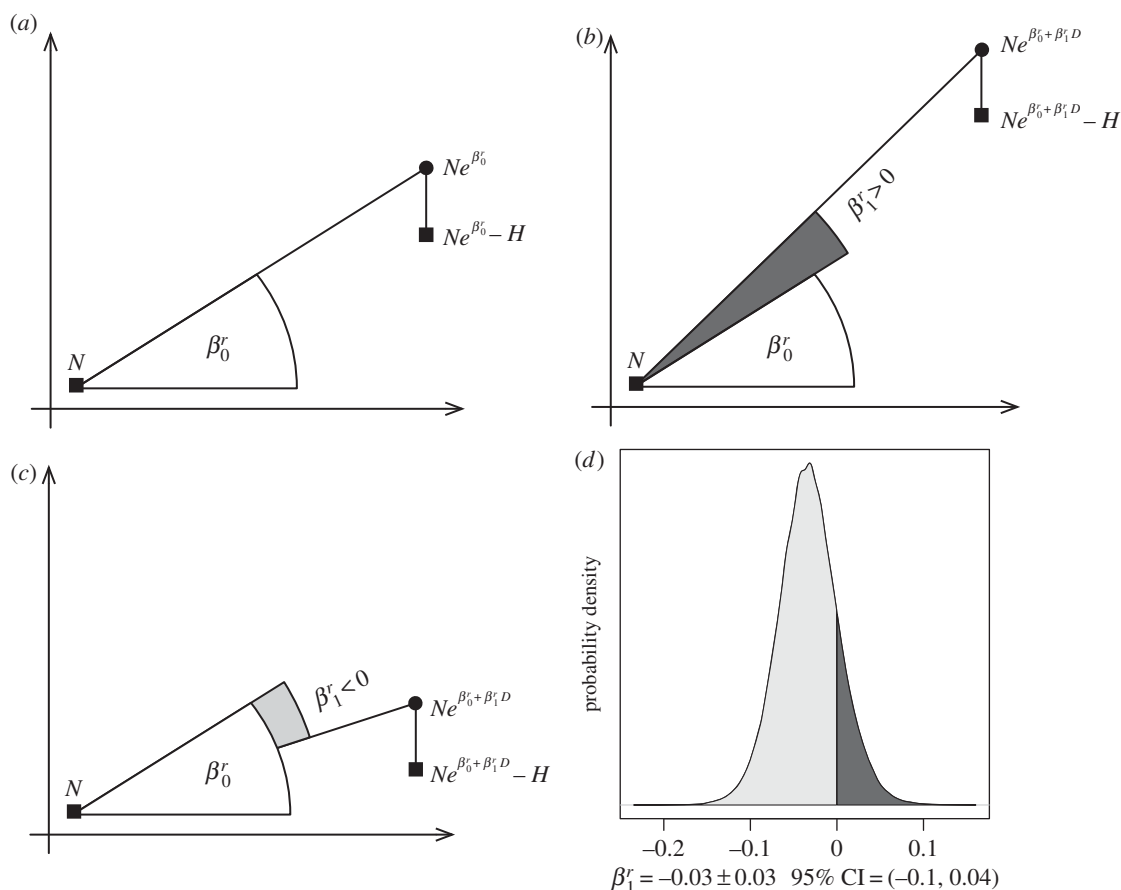 (a)
Ne^{β_0^r}
Ne^{β_0^r} – H
N
β_0^r
(b)
Ne^{β_0^r + β_1^r D}
Ne^{β_0^r + β_1^r D} – H
β_1^r > 0
N
β_0^r
(c)
β_1^r < 0
Ne^{β_0^r + β_1^r D}
Ne^{β_0^r + β_1^r D} – H
N
β_0^r
(d)
probability density
–0.2 –0.1 0 0.1
β_1^r = –0.03 ± 0.03 95% CI = (–0.1, 0.04)